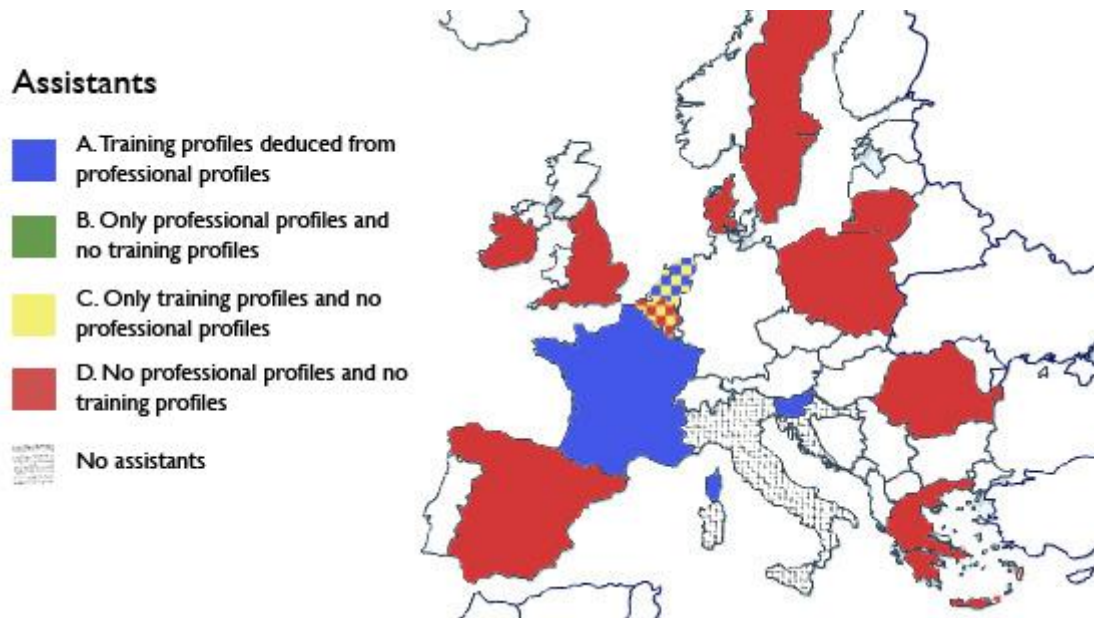 Assistants
A. Training profiles deduced from
professional profiles
B. Only professional profiles and
no training profiles
C. Only training profiles and no
professional profiles
D. No professional profiles and no
training profiles
No assistants